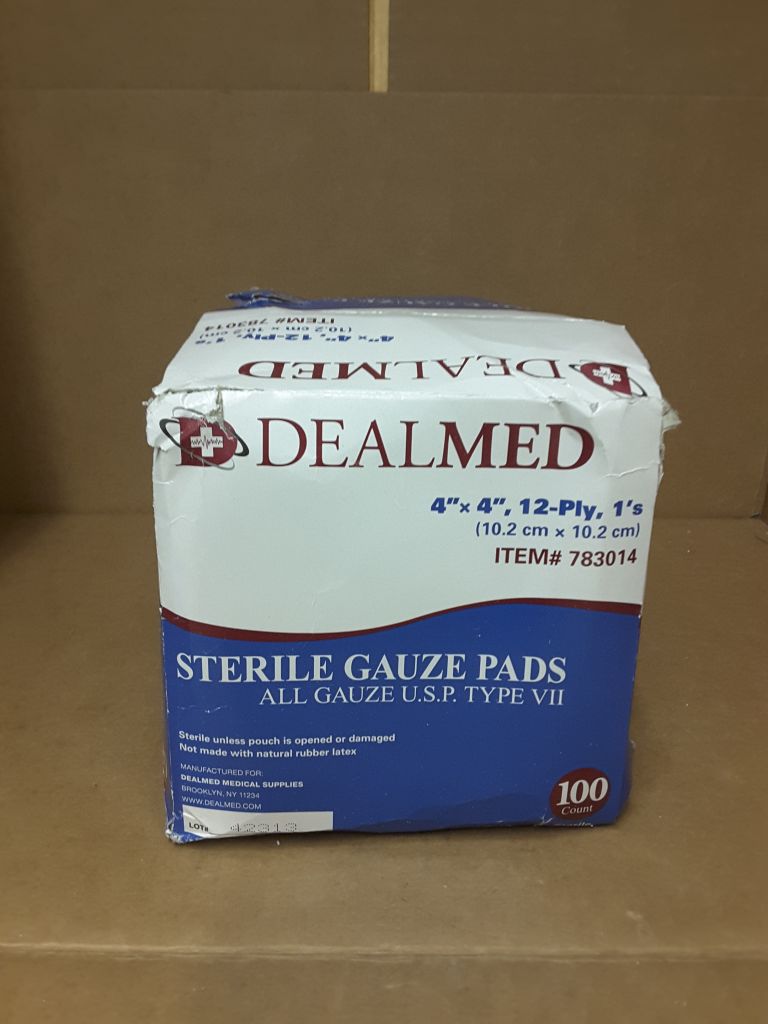 ITEM# 783014
(10.2 cm x 10.2 cm)
4"x 4", 12-Ply, 1's
DEALMED
DEALMED
4"x 4", 12-Ply, 1's
(10.2 cm x 10.2 cm)
ITEM# 783014
STERILE GAUZE PADS
ALL GAUZE U.S.P. TYPE VII
Sterile unless pouch is opened or damaged
Not made with natural rubber latex
MANUFACTURED FOR:
DEALMED MEDICAL SUPPLIES
BROOKLYN, NY 11234
WWW.DEALMED.COM
100
Count
LOT# 42313